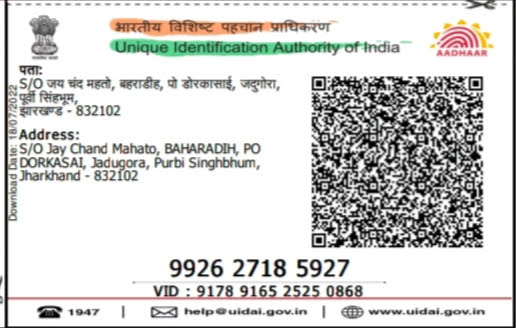 भारतीय विशिष्ट पहचान प्राधिकरण
Unique Identification Authority of India
AADHAAR
पता:
S/O जय चंद महतो, बहराडीह, पो डोरकासाई, जदुगोरा,
पूर्वी सिंहभूम,
झारखण्ड - 832102
Address:
S/O Jay Chand Mahato, BAHARADIH, PO
DORKASAI, Jadugora, Purbi Singhbhum,
Jharkhand - 832102
Download Date: 18/07/2022
9926 2718 5927
VID : 9178 9165 2525 0868
1947 | help@uidai.gov.in | www.uidai.gov.in